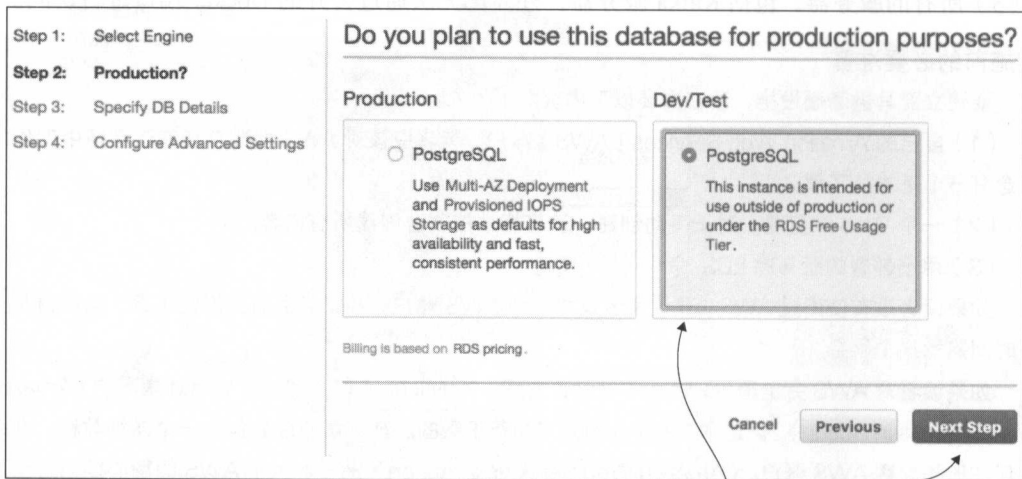 Step 1: Select Engine
Step 2: Production?
Step 3: Specify DB Details
Step 4: Configure Advanced Settings
Do you plan to use this database for production purposes?
Production
PostgreSQL
Use Multi-AZ Deployment
and Provisioned IOPS
Storage as defaults for high
availability and fast,
consistent performance.
Dev/Test
PostgreSQL
This instance is intended for
use outside of production or
under the RDS Free Usage
Tier.
Billing is based on RDS pricing.
Cancel
Previous
Next Step